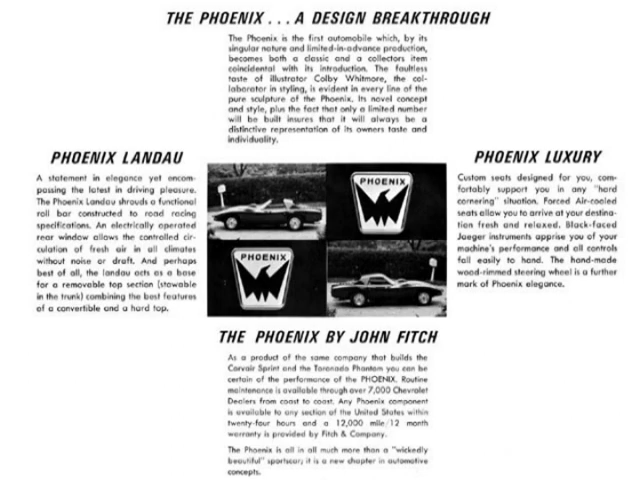 THE PHOENIX . . . A DESIGN BREAKTHROUGH
The Phoenix is the first automobile which, by its
singular nature and limited-in-advance production,
becomes both a classic and a collectors item
coincidental with its introduction. The faultless
taste of illustrator Colby Whitmore, the col-
laborator in styling, is evident in every line of the
pure sculpture of the Phoenix. Its novel concept
and style, plus the fact that only a limited number
will be built insures that it will always be a
distinctive representation of its owners taste and
individuality.
PHOENIX LANDAU
A statement in elegance yet encom-
passing the latest in driving pleasure.
The Phoenix Landau shrouds a functional
roll bar constructed to road racing
specifications. An electrically operated
rear window allows the controlled cir-
culation of fresh air in all climates
without noise or draft. And perhaps
best of all, the landau acts as a base
for a removable top section (stowable
in the trunk) combining the best features
of a convertible and a hard top.
PHOENIX
PHOENIX
PHOENIX LUXURY
Custom seats designed for you, com-
fortably support you in any "hard
cornering" situation. Forced Air-cooled
seats allow you to arrive at your destina-
tion fresh and relaxed. Black-faced
Jaeger instruments apprise you of your
machine's performance and all controls
fall easily to hand. The hand-made
wood-rimmed steering wheel is a further
mark of Phoenix elegance.
THE PHOENIX BY JOHN FITCH
As a product of the same company that builds the
Corvair Sprint and the Toronado Phantom you can be
certain of the performance of the PHOENIX. Routine
maintenance is available through over 7,000 Chevrolet
Dealers from coast to coast. Any Phoenix component
is available to any section of the United States within
twenty-four hours and a 12,000 mile/12 month
warranty is provided by Fitch & Company.
The Phoenix is all in all much more than a "wickedly
beautiful" sportscar; it is a new chapter in automotive
concepts.